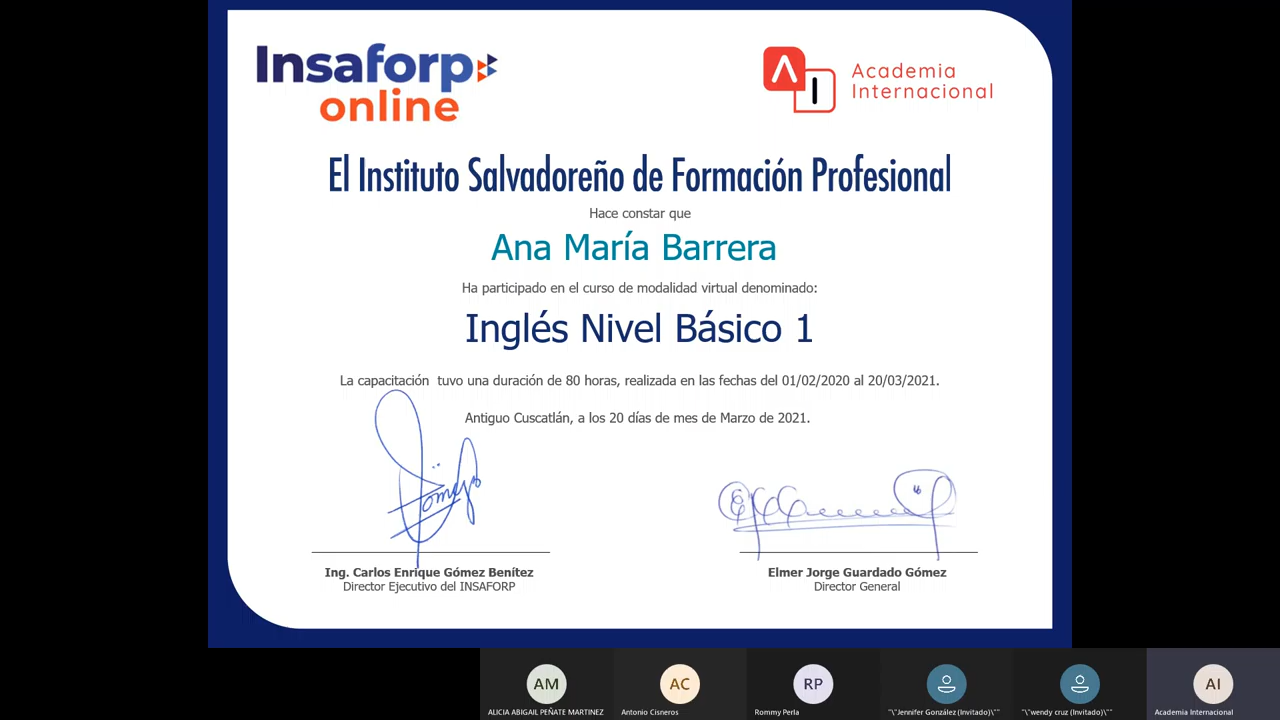 Insaforp
online
Academia
Internacional
El Instituto Salvadoreño de Formación Profesional
Hace constar que
Ana María Barrera
Ha participado en el curso de modalidad virtual denominado:
Inglés Nivel Básico 1
La capacitación  tuvo una duración de 80 horas, realizada en las fechas del 01/02/2020 al 20/03/2021.
Antiguo Cuscatlán, a los 20 días de mes de Marzo de 2021.
Ing. Carlos Enrique Gómez Benítez
Director Ejecutivo del INSAFORP
Elmer Jorge Guardado Gómez
Director General
AM
AC
RP
AI
ALICIA ABIGAIL PEÑATE MARTINEZ
Antonio Cisneros
Rommy Perla
"\"Jennifer González (Invitado)\""
"\"wendy cruz (Invitado)\""
Academia Internacional